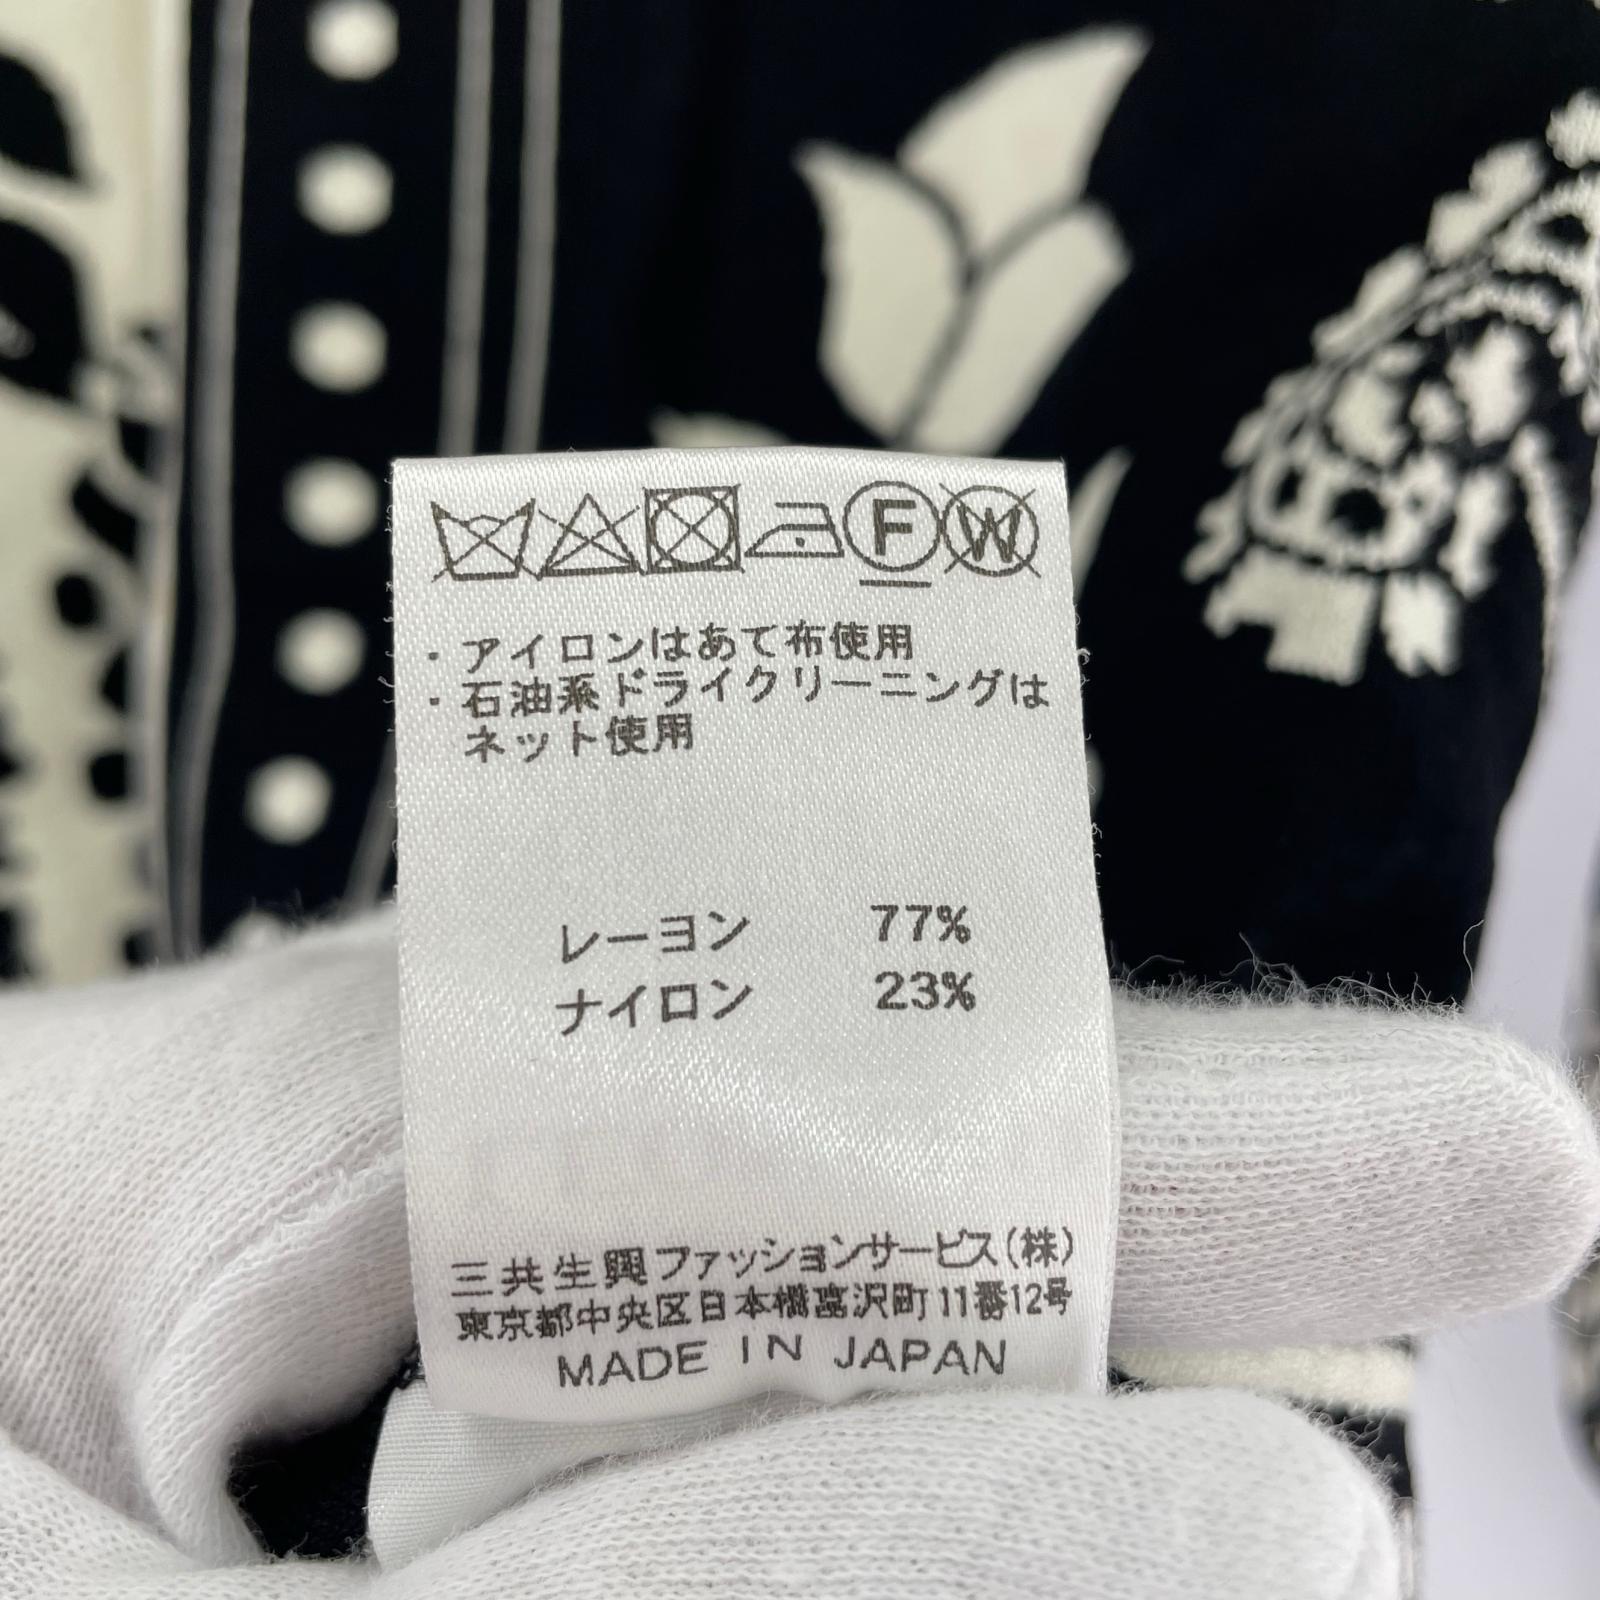 F W
・アイロンはあて布使用
・石油系ドライクリーニングは
ネット使用
レーヨン 77%
ナイロン 23%
三共生興ファッションサービス(株)
東京都中央区日本橋富沢町11番12号
MADE IN JAPAN